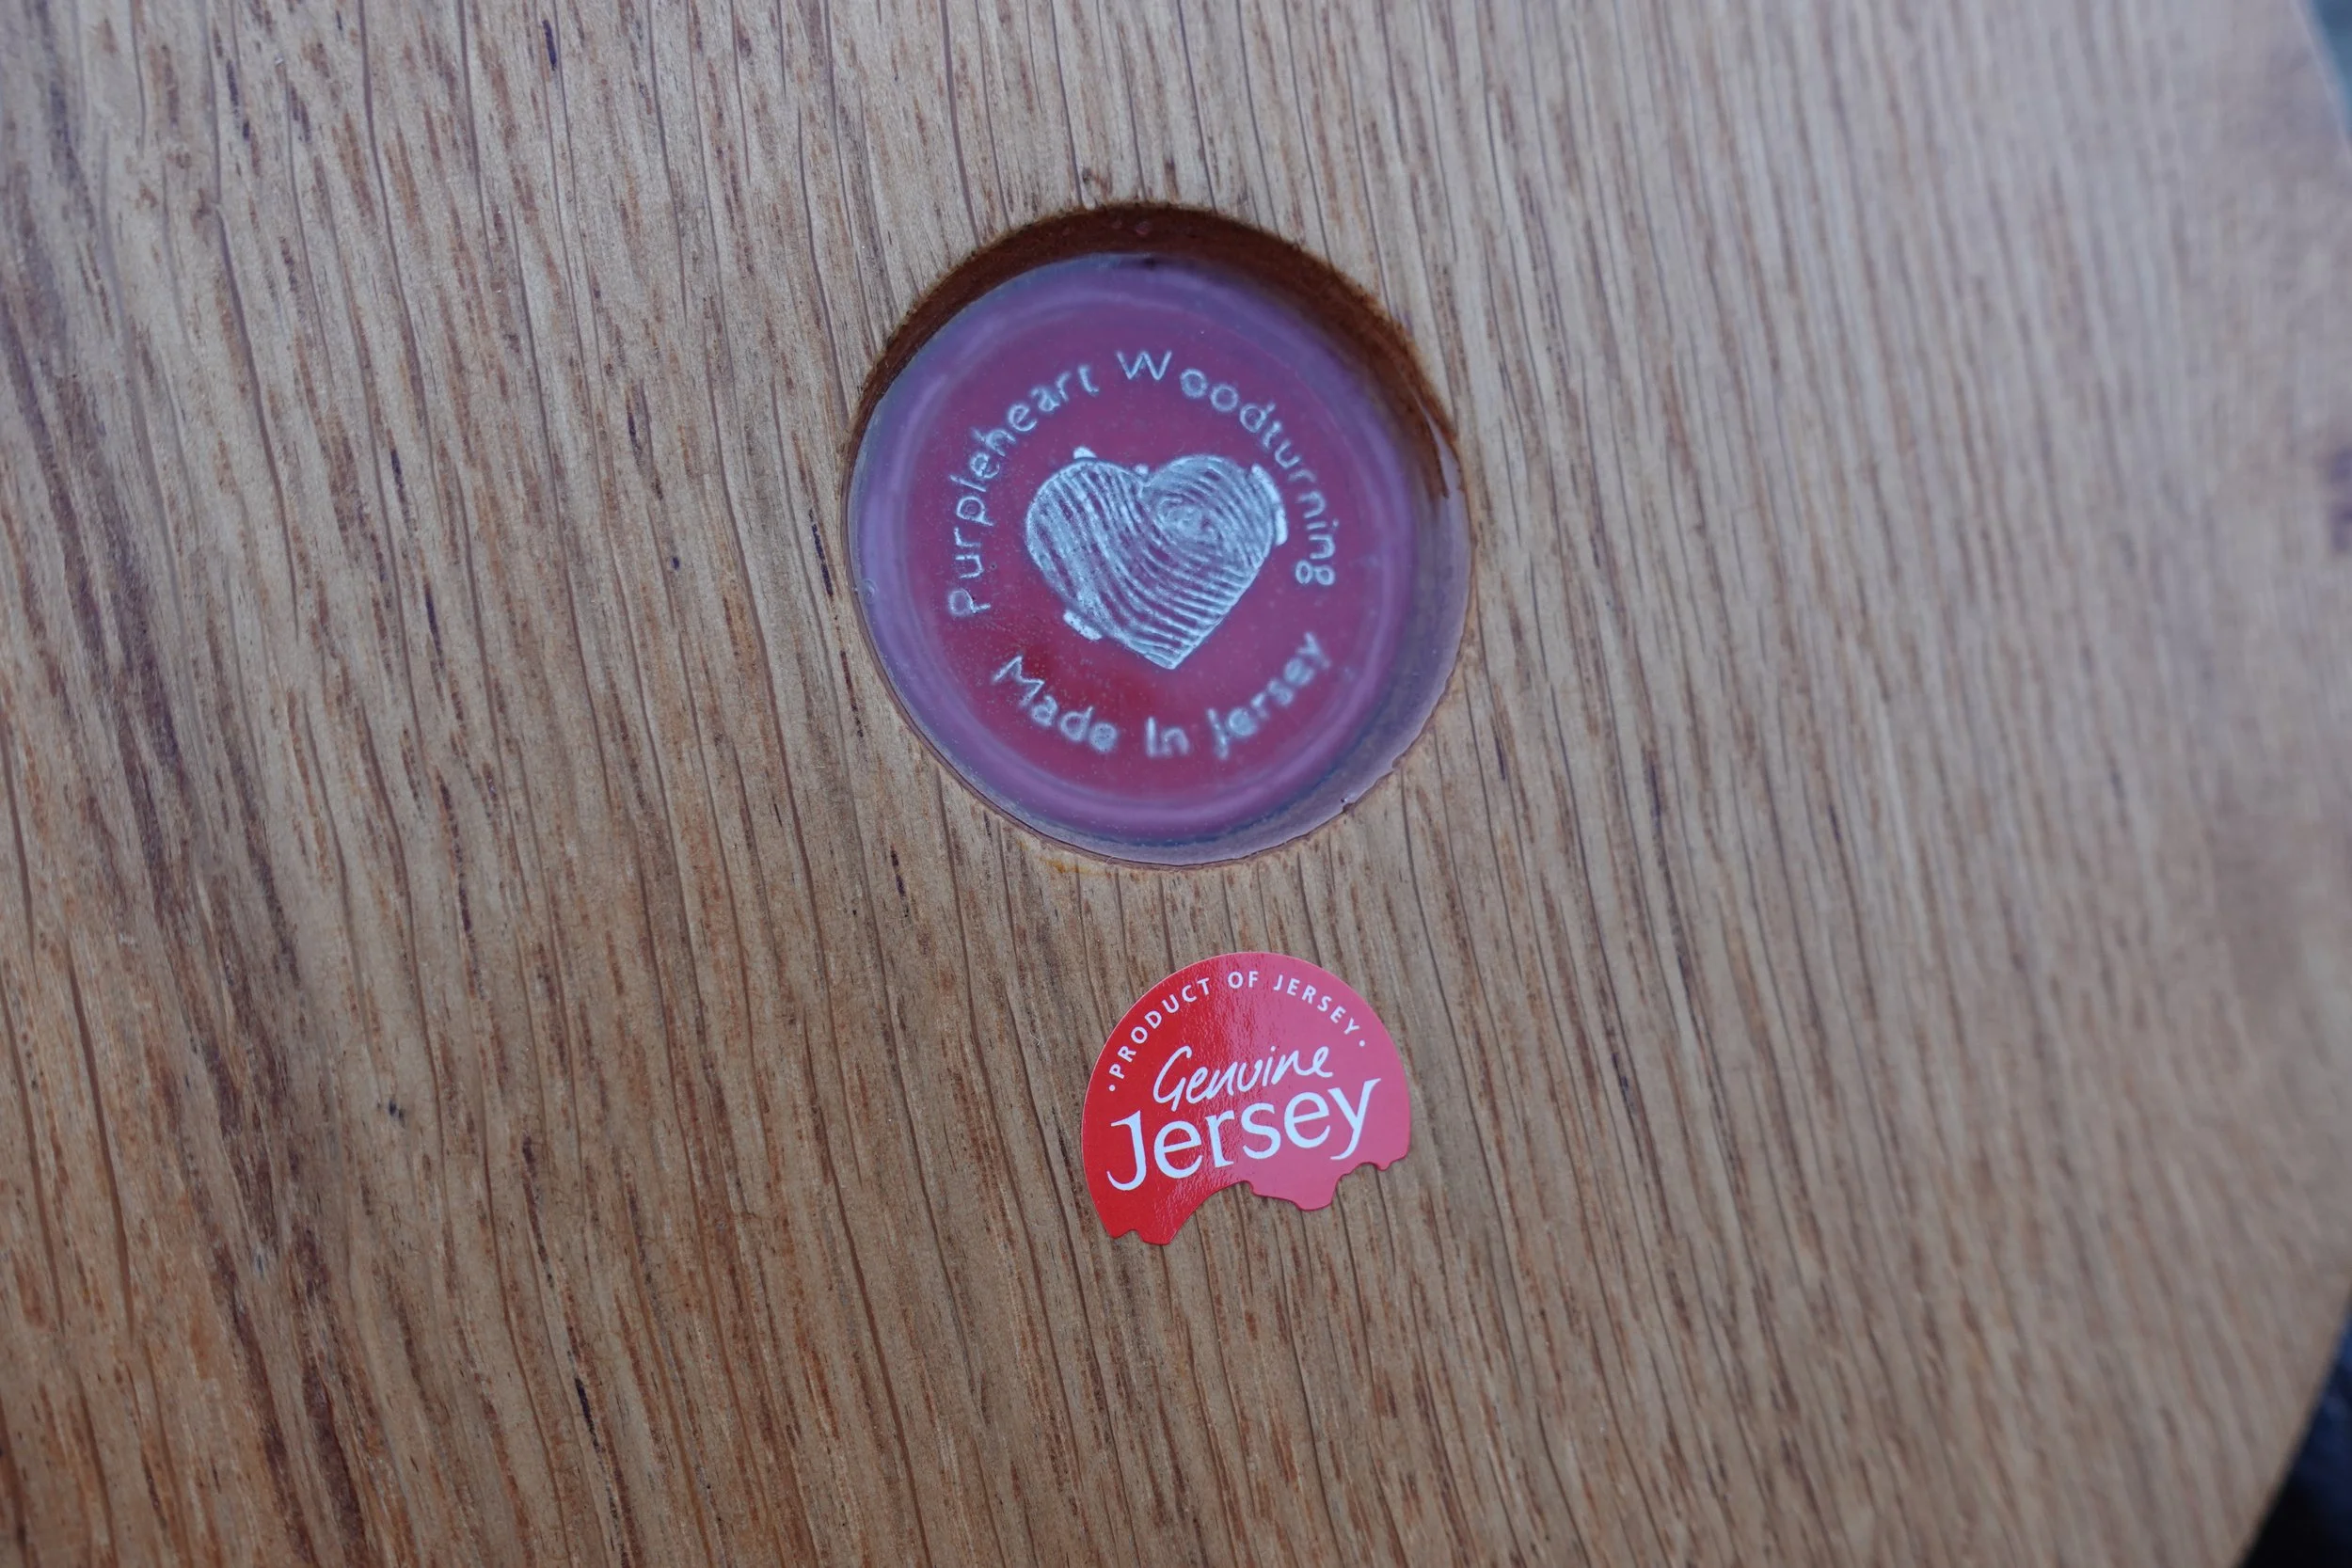 Purpleheart Woodturning
Made In Jersey
·PRODUCT OF JERSEY·
Genuine
Jersey